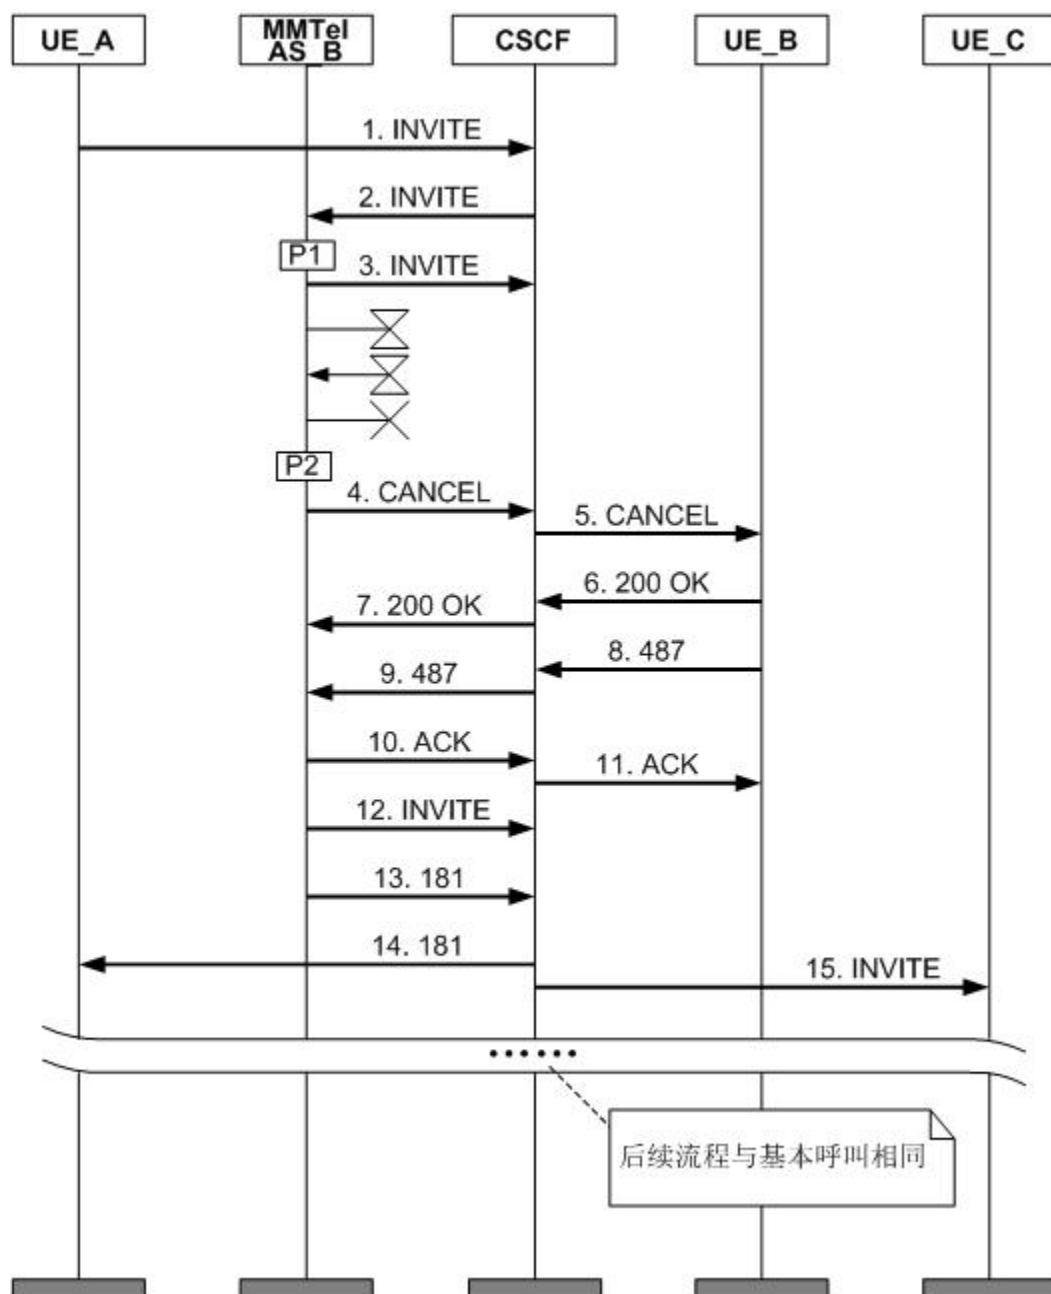 UE_A
MMTel
AS_B
CSCF
UE_B
UE_C
1. INVITE
2. INVITE
P1
3. INVITE
P2
4. CANCEL
5. CANCEL
6. 200 OK
7. 200 OK
8. 487
9. 487
10. ACK
11. ACK
12. INVITE
13. 181
14. 181
15. INVITE
......
后续流程与基本呼叫相同